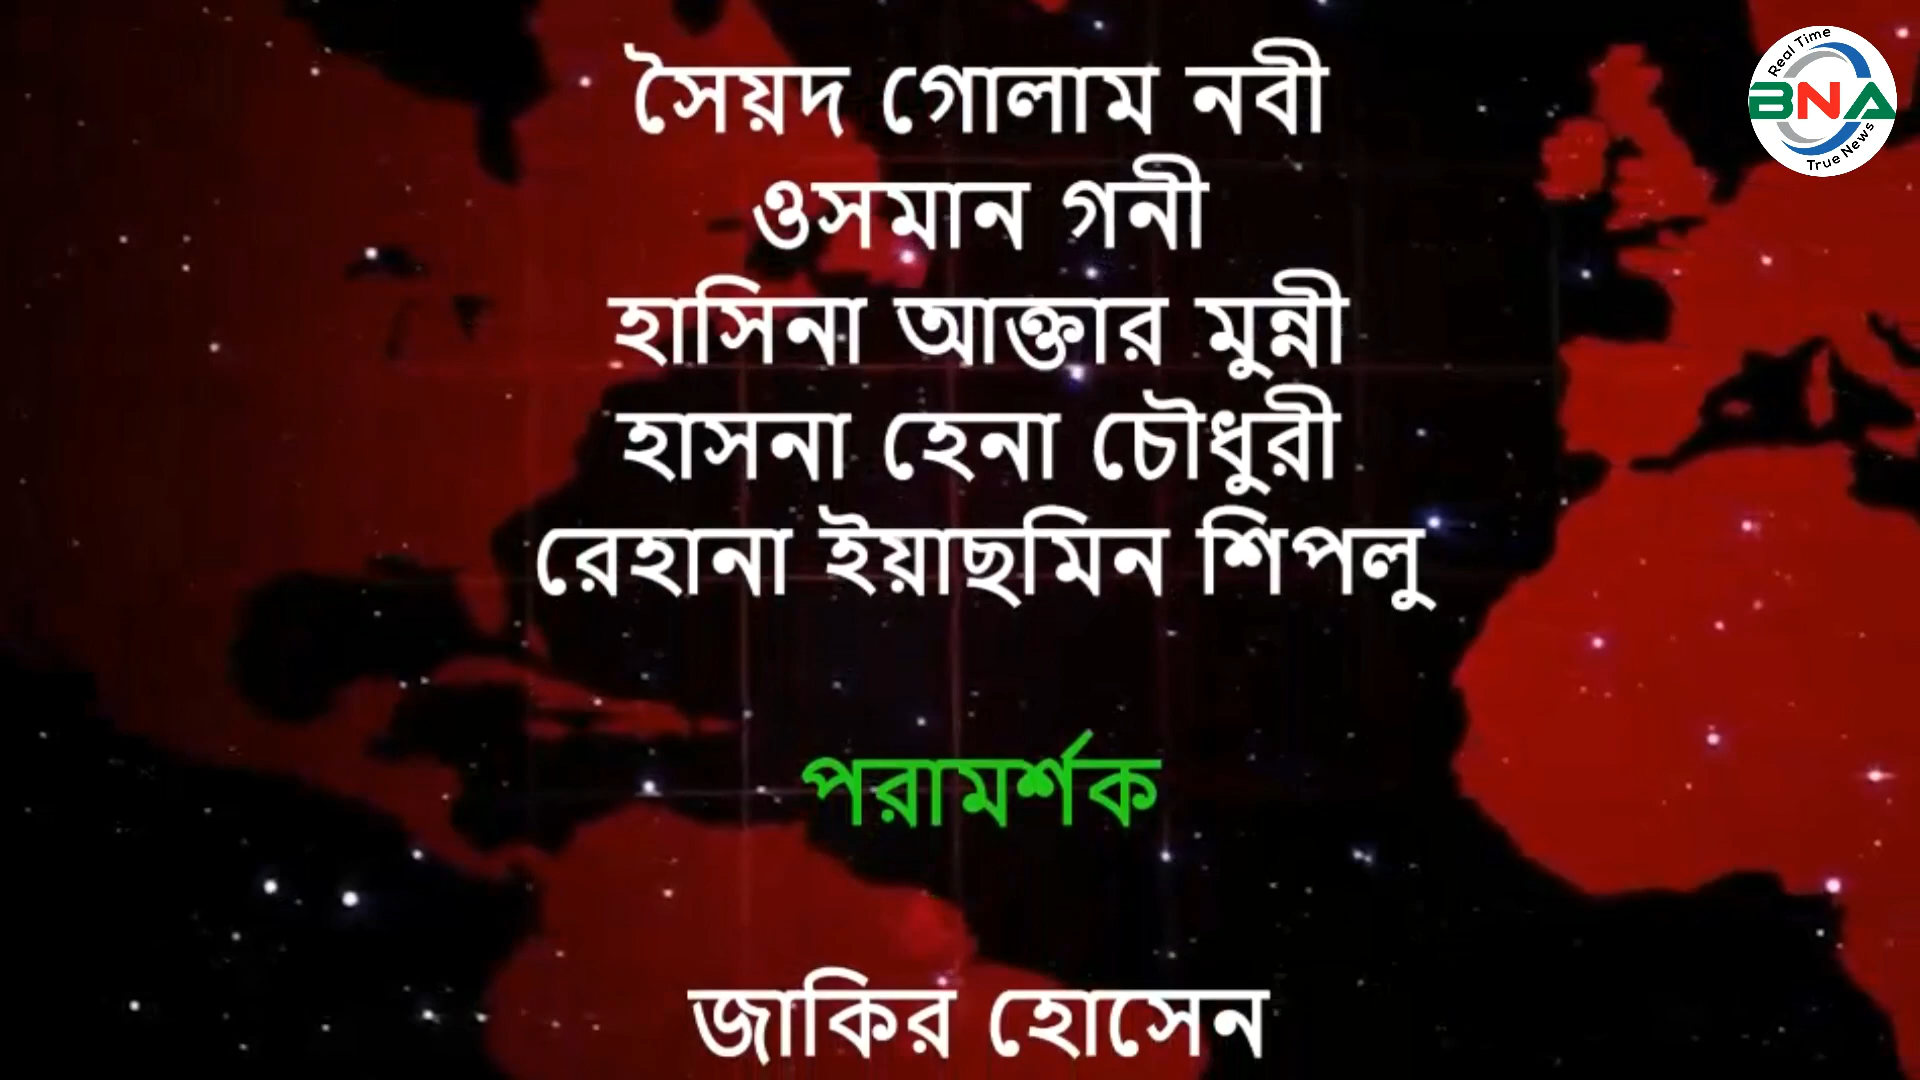 Real Time
BNA
True News
সৈয়দ গোলাম নবী
ওসমান গনী
হাসিনা আক্তার মুন্নী
হাসনা হেনা চৌধুরী
রেহানা ইয়াছমিন শিপলু
পরামর্শক
জাকির হোসেন